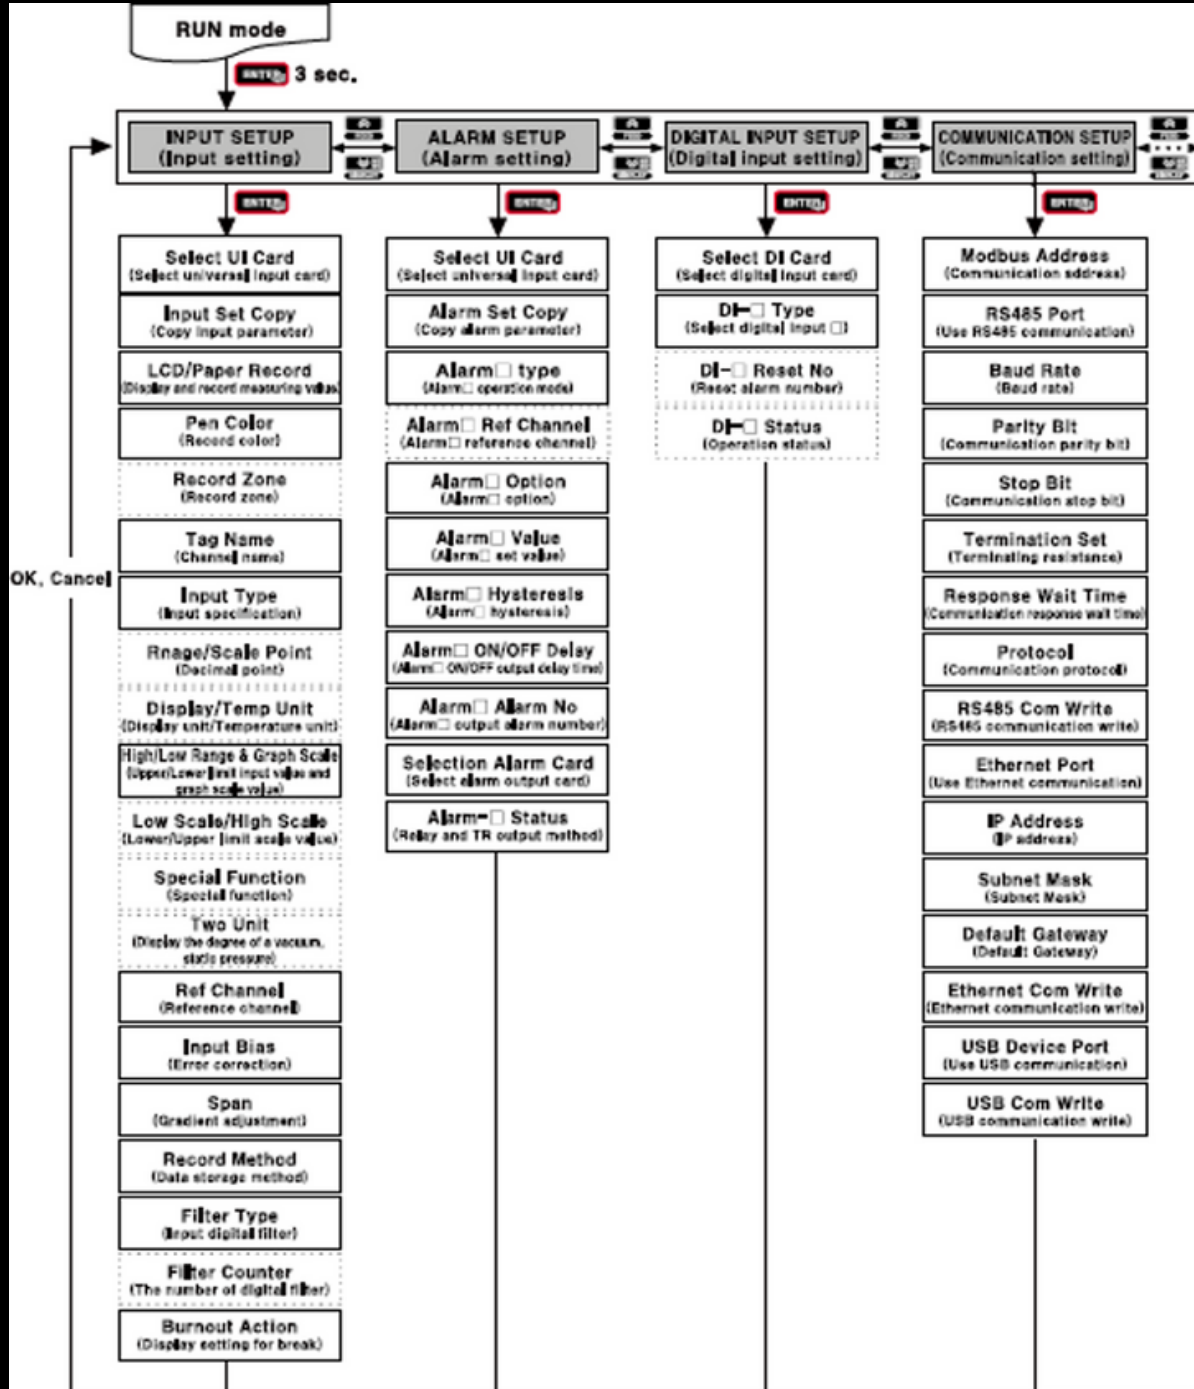 RUN mode
ENTER 3 sec.
INPUT SETUP
(Input setting)
ALARM SETUP
(Alarm setting)
DIGITAL INPUT SETUP
(Digital input setting)
COMMUNICATION SETUP
(Communication setting)
ENTER
ENTER
ENTER
ENTER
OK, Cancel
Select UI Card
(Select universal input card)
Input Set Copy
(Copy input parameter)
LCD/Paper Record
(Display and record measuring value)
Pen Color
(Record color)
Record Zone
(Record zone)
Tag Name
(Channel name)
Input Type
(Input specification)
Rnage/Scale Point
(Decimal point)
Display/Temp Unit
(Display unit/Temperature unit)
High/Low Range & Graph Scale
(Upper/Lower limit input value and
graph scale value)
Low Scale/High Scale
(Lower/Upper limit scale value)
Special Function
(Special function)
Two Unit
(Display the degree of a vacuum,
static pressure)
Ref Channel
(Reference channel)
Input Bias
(Error correction)
Span
(Gradient adjustment)
Record Method
(Data storage method)
Filter Type
(Input digital filter)
Filter Counter
(The number of digital filter)
Burnout Action
(Display setting for break)
Select UI Card
(Select universal input card)
Alarm Set Copy
(Copy alarm parameter)
Alarm□ type
(Alarm□ operation mode)
Alarm□ Ref Channel
(Alarm□ reference channel)
Alarm□ Option
(Alarm□ option)
Alarm□ Value
(Alarm□ set value)
Alarm□ Hysteresis
(Alarm□ hysteresis)
Alarm□ ON/OFF Delay
(Alarm□ ON/OFF output delay time)
Alarm□ Alarm No
(Alarm□ output alarm number)
Selection Alarm Card
(Select alarm output card)
Alarm-□ Status
(Relay and TR output method)
Select DI Card
(Select digital input card)
DI-□ Type
(Select digital input □)
DI-□ Reset No
(Reset alarm number)
DI-□ Status
(Operation status)
Modbus Address
(Communication address)
RS485 Port
(Use RS485 communication)
Baud Rate
(Baud rate)
Parity Bit
(Communication parity bit)
Stop Bit
(Communication stop bit)
Termination Set
(Terminating resistance)
Response Wait Time
(Communication response wait time)
Protocol
(Communication protocol)
RS485 Com Write
(RS485 communication write)
Ethernet Port
(Use Ethernet communication)
IP Address
(IP address)
Subnet Mask
(Subnet Mask)
Default Gateway
(Default Gateway)
Ethernet Com Write
(Ethernet communication write)
USB Device Port
(Use USB communication)
USB Com Write
(USB communication write)